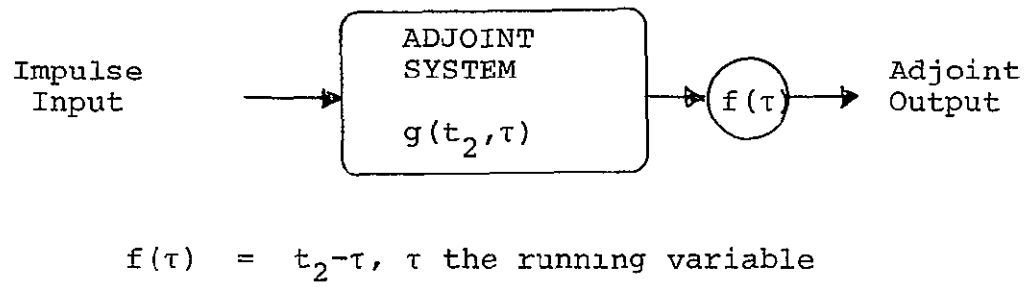 Impulse
Input
ADJOINT
SYSTEM
g(t₂,τ)
f(τ)
Adjoint
Output
f(τ) = t₂-τ, τ the running variable